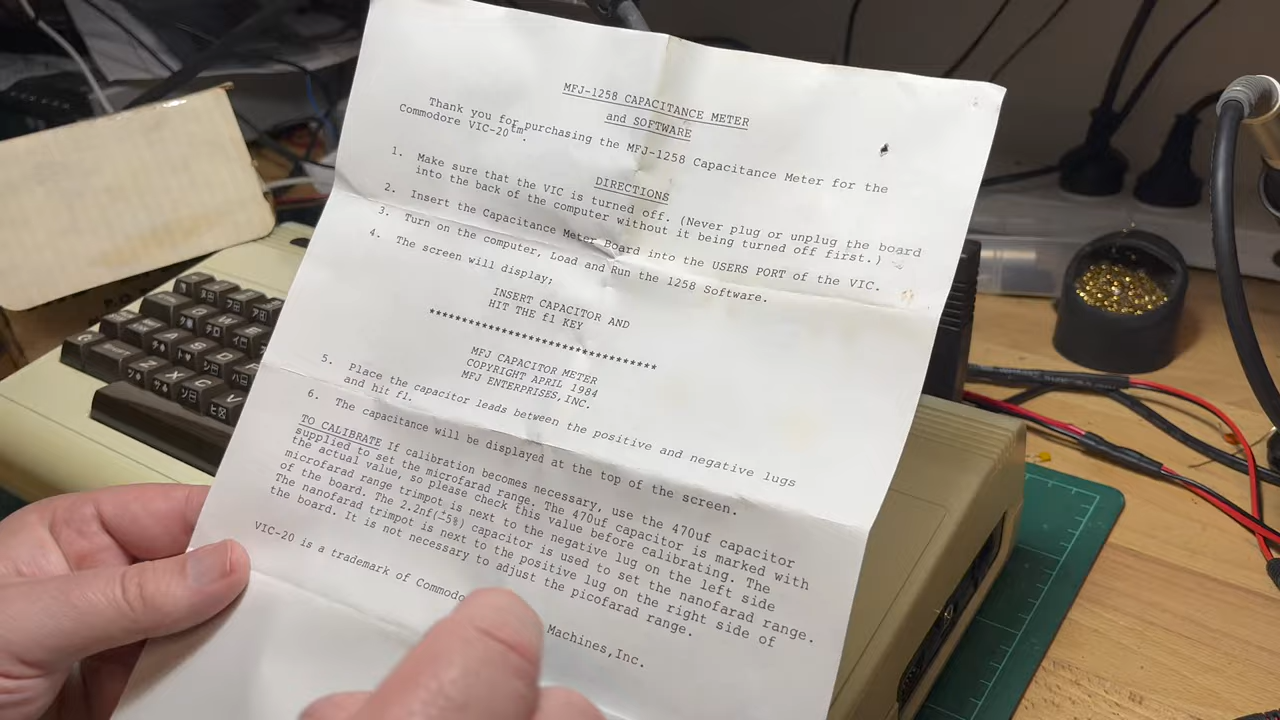 MFJ-1258 CAPACITANCE METER
and SOFTWARE
Thank you for purchasing the MFJ-1258 Capacitance Meter for the
Commodore VIC-20tm.
DIRECTIONS
1. Make sure that the VIC is turned off. (Never plug or unplug the board
into the back of the computer without it being turned off first.)
2. Insert the Capacitance Meter Board into the USERS PORT of the VIC.
3. Turn on the computer, Load and Run the 1258 Software.
4. The screen will display;
INSERT CAPACITOR AND
HIT THE f1 KEY
**********************************
MFJ CAPACITOR METER
COPYRIGHT APRIL 1984
MFJ ENTERPRISES,INC.
5. Place the capacitor leads between the positive and negative lugs
and hit f1.
6. The capacitance will be displayed at the top of the screen.
TO CALIBRATE If calibration becomes necessary, use the 470uf capacitor
supplied to set the microfarad range. The 470uf capacitor is marked with
the actual value, so please check this value before calibrating. The
microfarad range trimpot is next to the negative lug on the left side
of the board. The 2.2nf(±5%) capacitor is used to set the nanofarad range.
The nanofarad trimpot is next to the positive lug on the right side of
board. It is not necessary to adjust the picofarad range.
VIC-20 is a trademark of Commodo Machines,Inc.
Z X C V
S D